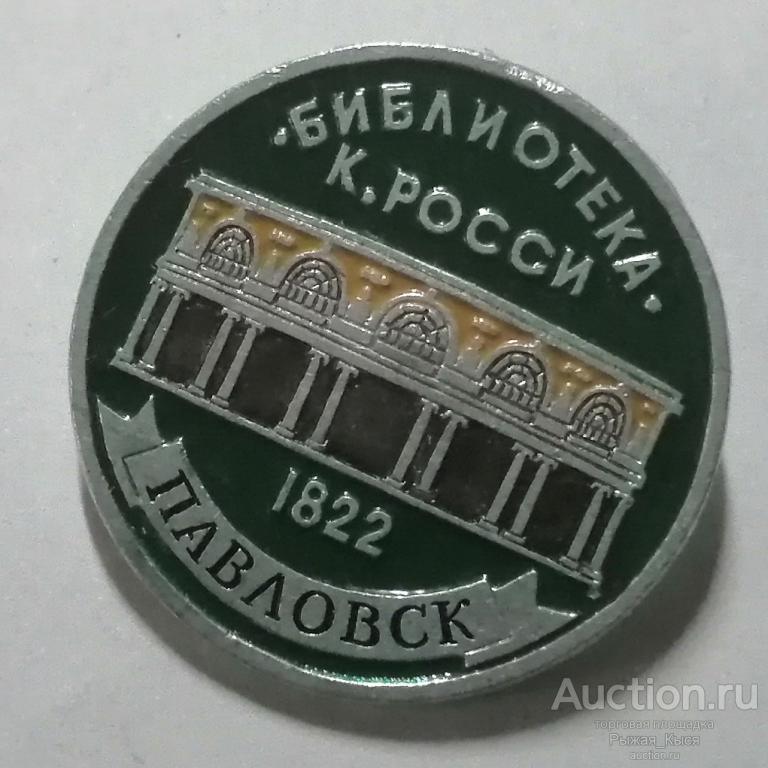 ·БИБЛИОТЕКА·
К. РОССИ
1822
ПАВЛОВСК
Auction.ru
торговая площадка
Рыжая_Кыся
auction.ru